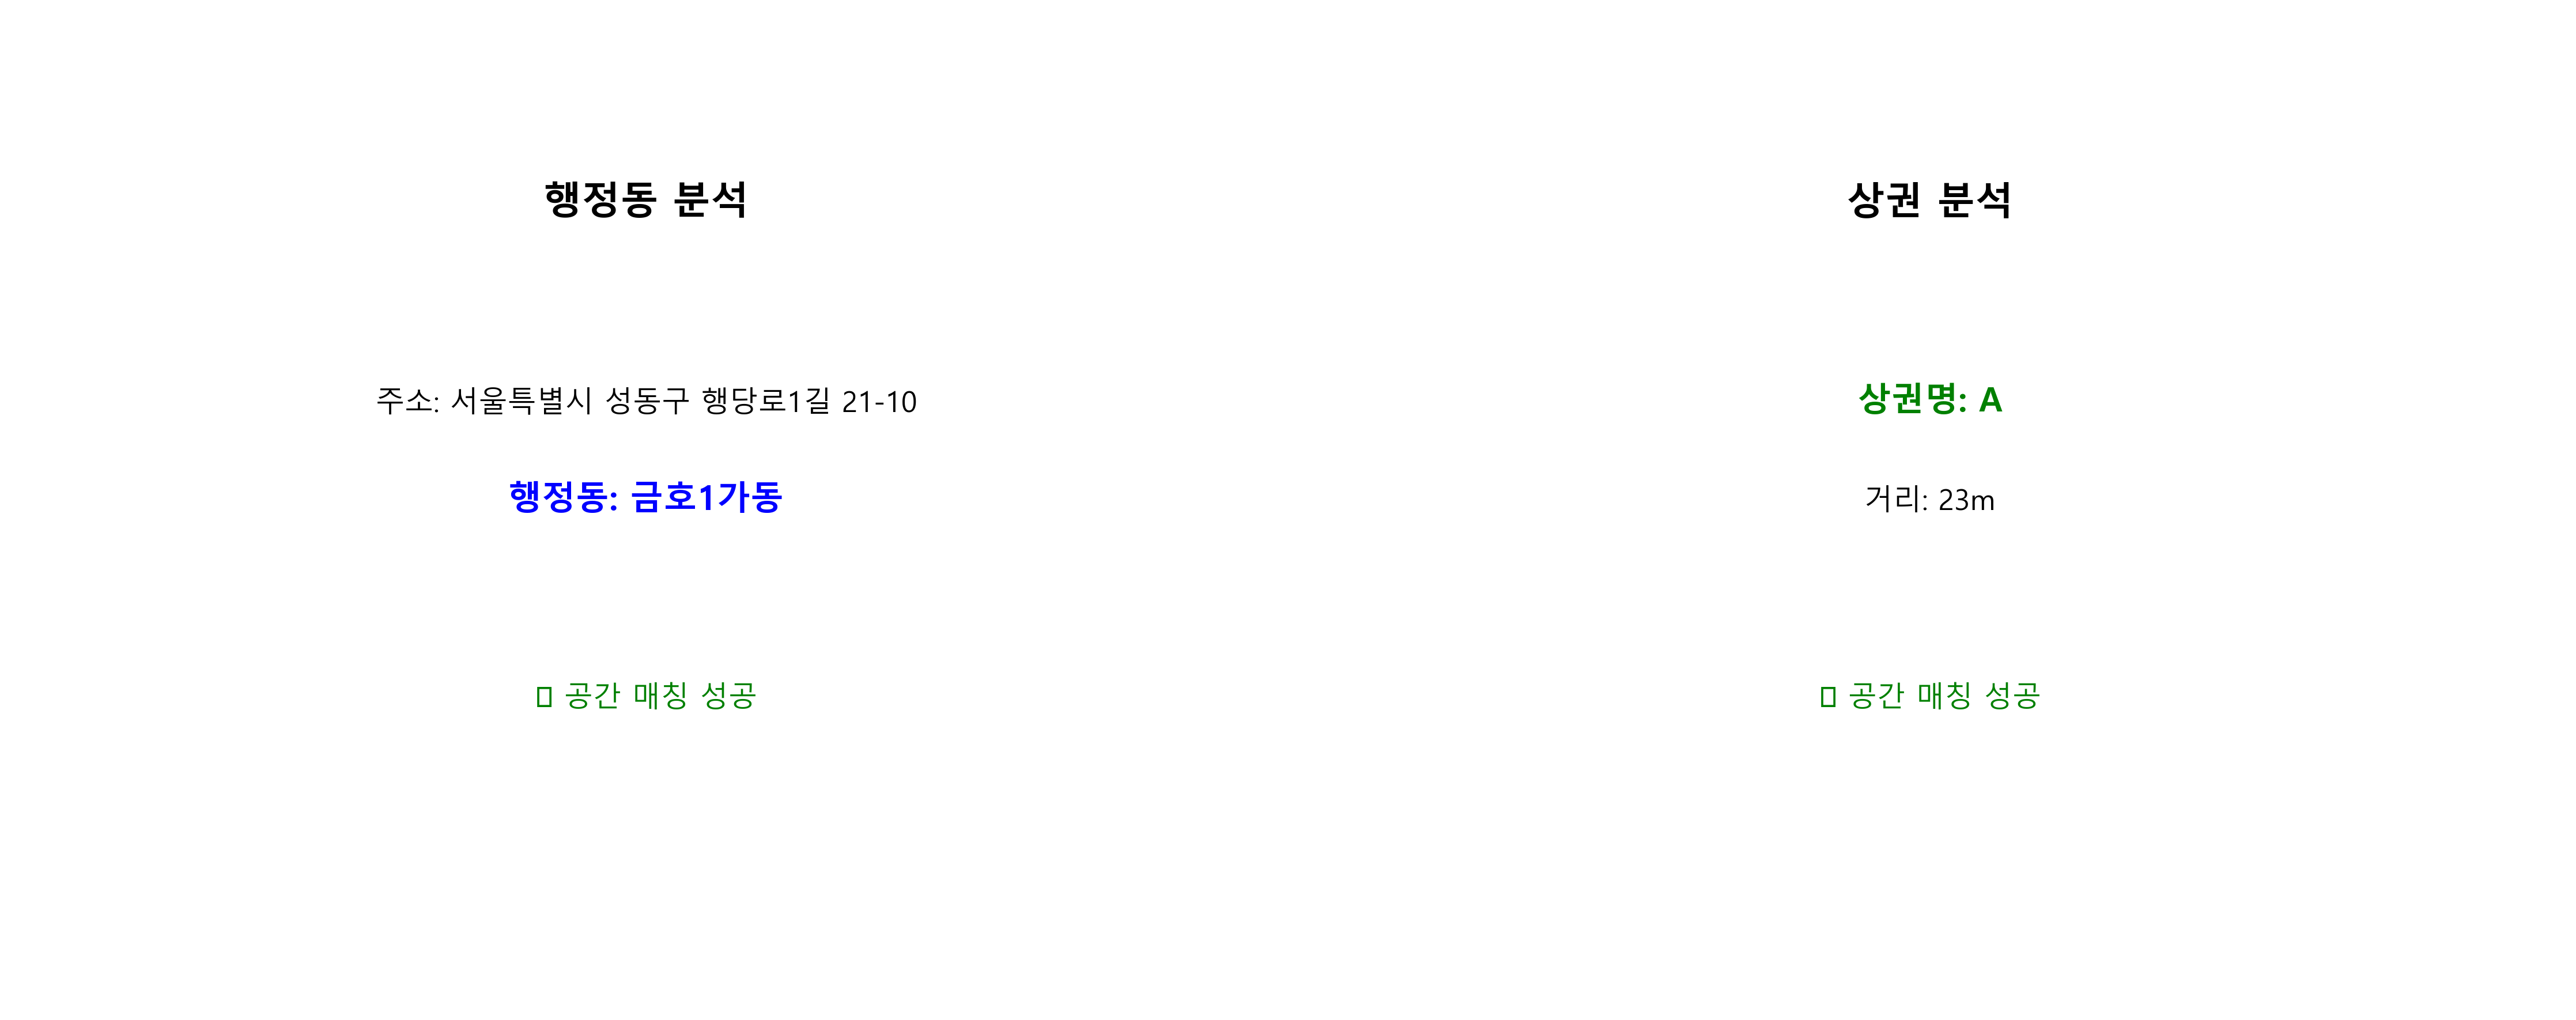 행정동 분석
주소: 서울특별시 성동구 행당로1길 21-10
행정동: 금호1가동
▯ 공간 매칭 성공
상권 분석
상권명: A
거리: 23m
▯ 공간 매칭 성공